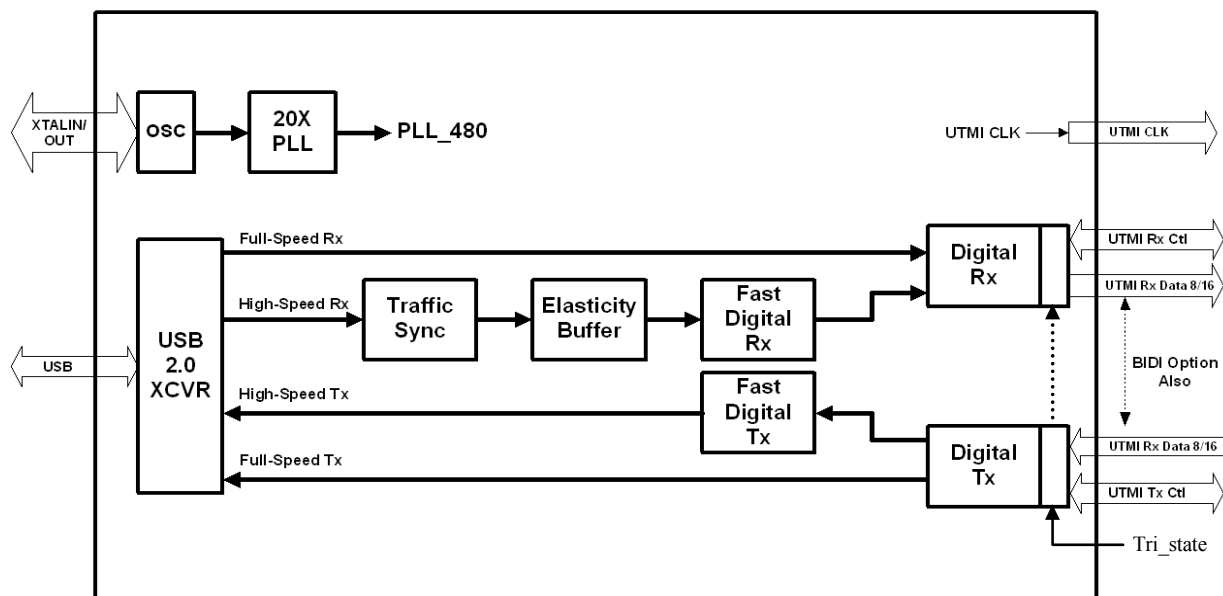 XTALIN/
OUT
OSC
20X
PLL
PLL_480
UTMI CLK
UTMI CLK
Full-Speed Rx
High-Speed Rx
Traffic
Sync
Elasticity
Buffer
Fast
Digital
Rx
Digital
Rx
UTMI Rx Ctl
UTMI Rx Data 8/16
USB
USB
2.0
XCVR
BIDI Option
Also
High-Speed Tx
Fast
Digital
Tx
Full-Speed Tx
Digital
Tx
UTMI Rx Data 8/16
UTMI Tx Ctl
Tri_state